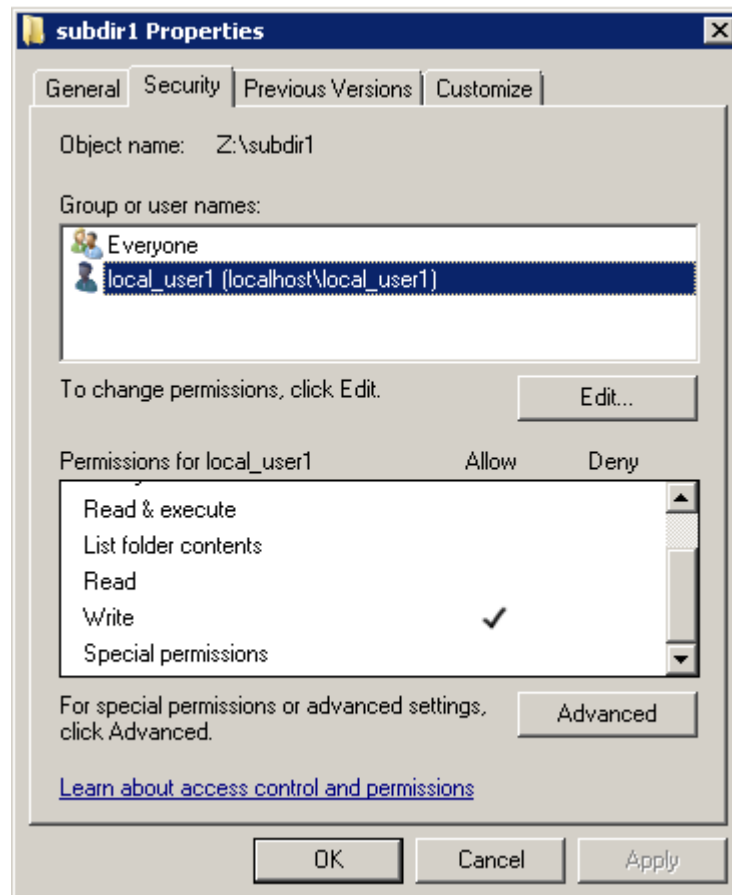 subdir1 Properties
General Security Previous Versions Customize
Object name: Z:\subdir1
Group or user names:
Everyone
local_user1 (localhost\local_user1)
To change permissions, click Edit.
Edit...
Permissions for local_user1 Allow Deny
Read & execute
List folder contents
Read
Write
Special permissions
For special permissions or advanced settings,
click Advanced.
Advanced
Learn about access control and permissions
OK Cancel Apply